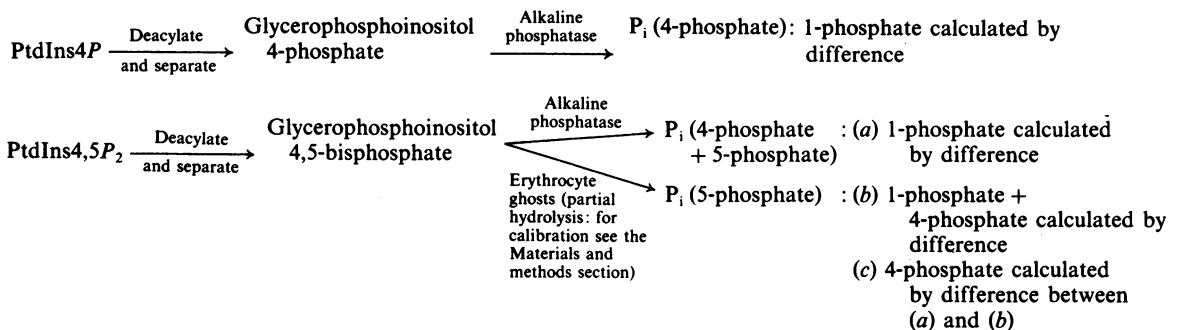 PtdIns4P
Deacylate
and separate
Glycerophosphoinositol
4-phosphate
Alkaline
phosphatase
Pi (4-phosphate): 1-phosphate calculated by
difference
PtdIns4,5P2
Deacylate
and separate
Glycerophosphoinositol
4,5-bisphosphate
Alkaline
phosphatase
Pi (4-phosphate : (a) 1-phosphate calculated
+ 5-phosphate) by difference
Erythrocyte
ghosts (partial
hydrolysis: for
calibration see the
Materials and
methods section)
Pi (5-phosphate) : (b) 1-phosphate +
4-phosphate calculated by
difference
(c) 4-phosphate calculated
by difference between
(a) and (b)